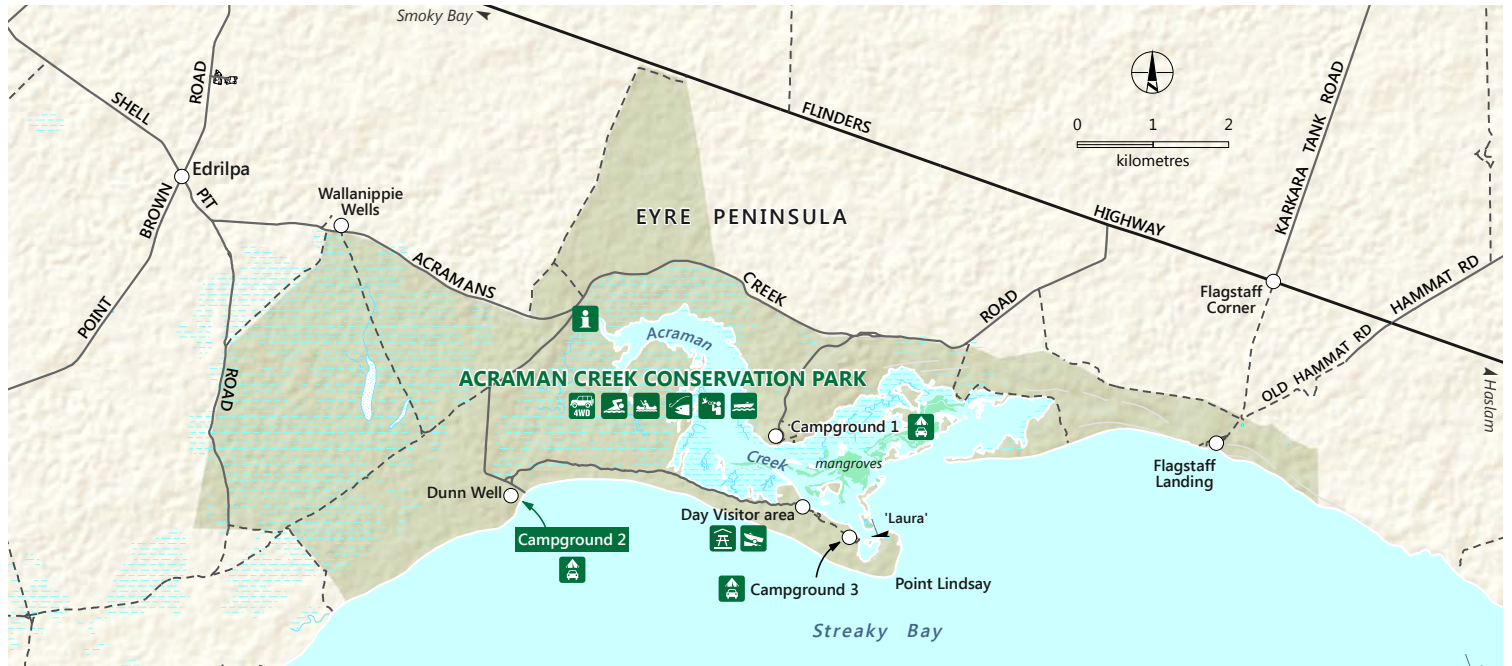 Smoky Bay
SHELL
ROAD
Edrilpa
PIT
BROWN
POINT
ROAD
Wallanippie
Wells
ACRAMANS
CREEK
ROAD
EYRE PENINSULA
FLINDERS
HIGHWAY
N
0 1 2
kilometres
KARKARA TANK ROAD
Flagstaff
Corner
HAMMAT RD
OLD HAMMAT RD
Haslam
i
Acraman
ACRAMAN CREEK CONSERVATION PARK
4WD
Campground 1
Creek
mangroves
Dunn Well
Campground 2
Day Visitor area
'Laura'
Campground 3
Point Lindsay
Flagstaff
Landing
Streaky Bay